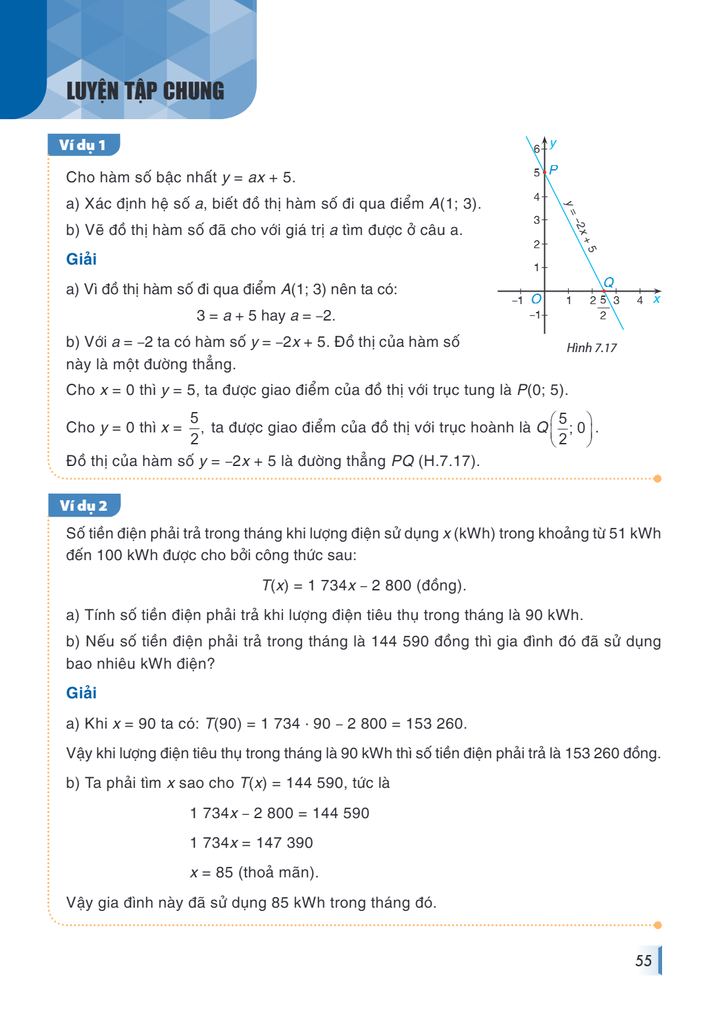 LUYỆN TẬP CHUNG
Ví dụ 1
Cho hàm số bậc nhất y = ax + 5.
a) Xác định hệ số a, biết đồ thị hàm số đi qua điểm A(1; 3).
b) Vẽ đồ thị hàm số đã cho với giá trị a tìm được ở câu a.
Giải
a) Vì đồ thị hàm số đi qua điểm A(1; 3) nên ta có:
3 = a + 5 hay a = –2.
b) Với a = –2 ta có hàm số y = –2x + 5. Đồ thị của hàm số
này là một đường thẳng.
6 y
5 P
4
3
2
1
y = –2x + 5
Q
–1 O 1 2 5/2 3 4 x
–1
Hình 7.17
Cho x = 0 thì y = 5, ta được giao điểm của đồ thị với trục tung là P(0; 5).
Cho y = 0 thì x = 5/2, ta được giao điểm của đồ thị với trục hoành là Q(5/2; 0).
Đồ thị của hàm số y = –2x + 5 là đường thẳng PQ (H.7.17).
Ví dụ 2
Số tiền điện phải trả trong tháng khi lượng điện sử dụng x (kWh) trong khoảng từ 51 kWh
đến 100 kWh được cho bởi công thức sau:
T(x) = 1 734x – 2 800 (đồng).
a) Tính số tiền điện phải trả khi lượng điện tiêu thụ trong tháng là 90 kWh.
b) Nếu số tiền điện phải trả trong tháng là 144 590 đồng thì gia đình đó đã sử dụng
bao nhiêu kWh điện?
Giải
a) Khi x = 90 ta có: T(90) = 1 734 · 90 – 2 800 = 153 260.
Vậy khi lượng điện tiêu thụ trong tháng là 90 kWh thì số tiền điện phải trả là 153 260 đồng.
b) Ta phải tìm x sao cho T(x) = 144 590, tức là
1 734x – 2 800 = 144 590
1 734x = 147 390
x = 85 (thoả mãn).
Vậy gia đình này đã sử dụng 85 kWh trong tháng đó.
55